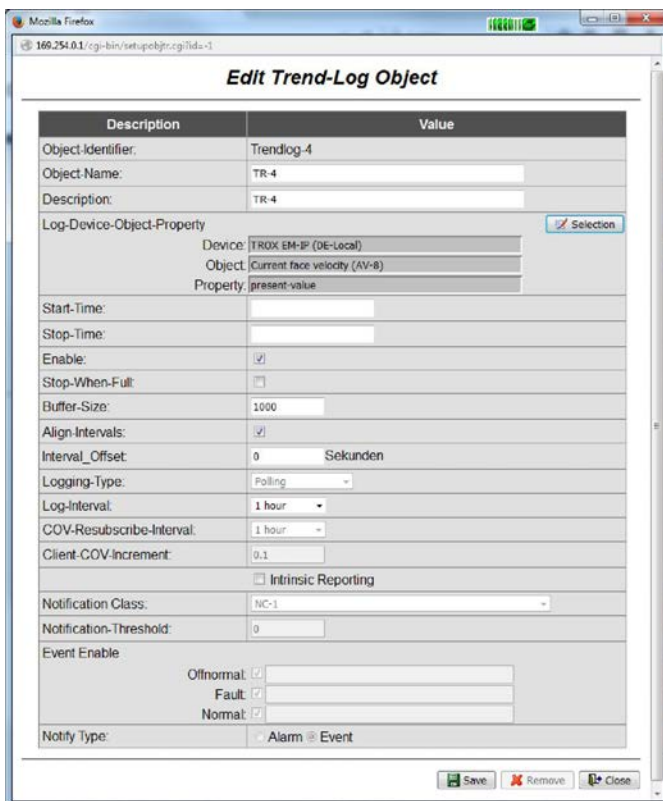 Mozilla Firefox
169.254.0.1/cgi-bin/setupobjtr.cgi?id=-1
Edit Trend-Log Object
Description Value
Object-Identifier: Trendlog-4
Object-Name: TR-4
Description: TR-4
Log-Device-Object-Property Selection
Device: TROX EM-IP (DE-Local)
Object: Current face velocity (AV-8)
Property: present-value
Start-Time:
Stop-Time:
Enable:
Stop-When-Full:
Buffer-Size: 1000
Align-Intervals:
Interval_Offset: 0 Sekunden
Logging-Type: Polling
Log-Interval: 1 hour
COV-Resubscribe-Interval: 1 hour
Client-COV-Increment: 0.1
Intrinsic Reporting
Notification Class: NC-1
Notification-Threshold: 0
Event Enable
Offnormal:
Fault:
Normal:
Notify Type: Alarm Event
Save Remove Close